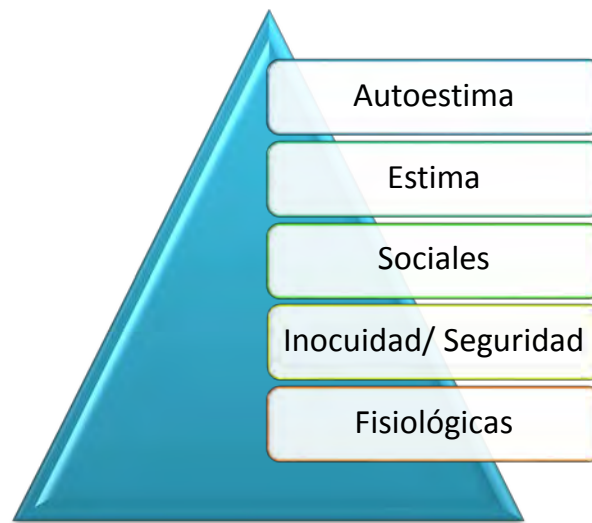 Autoestima
Estima
Sociales
Inocuidad/ Seguridad
Fisiológicas